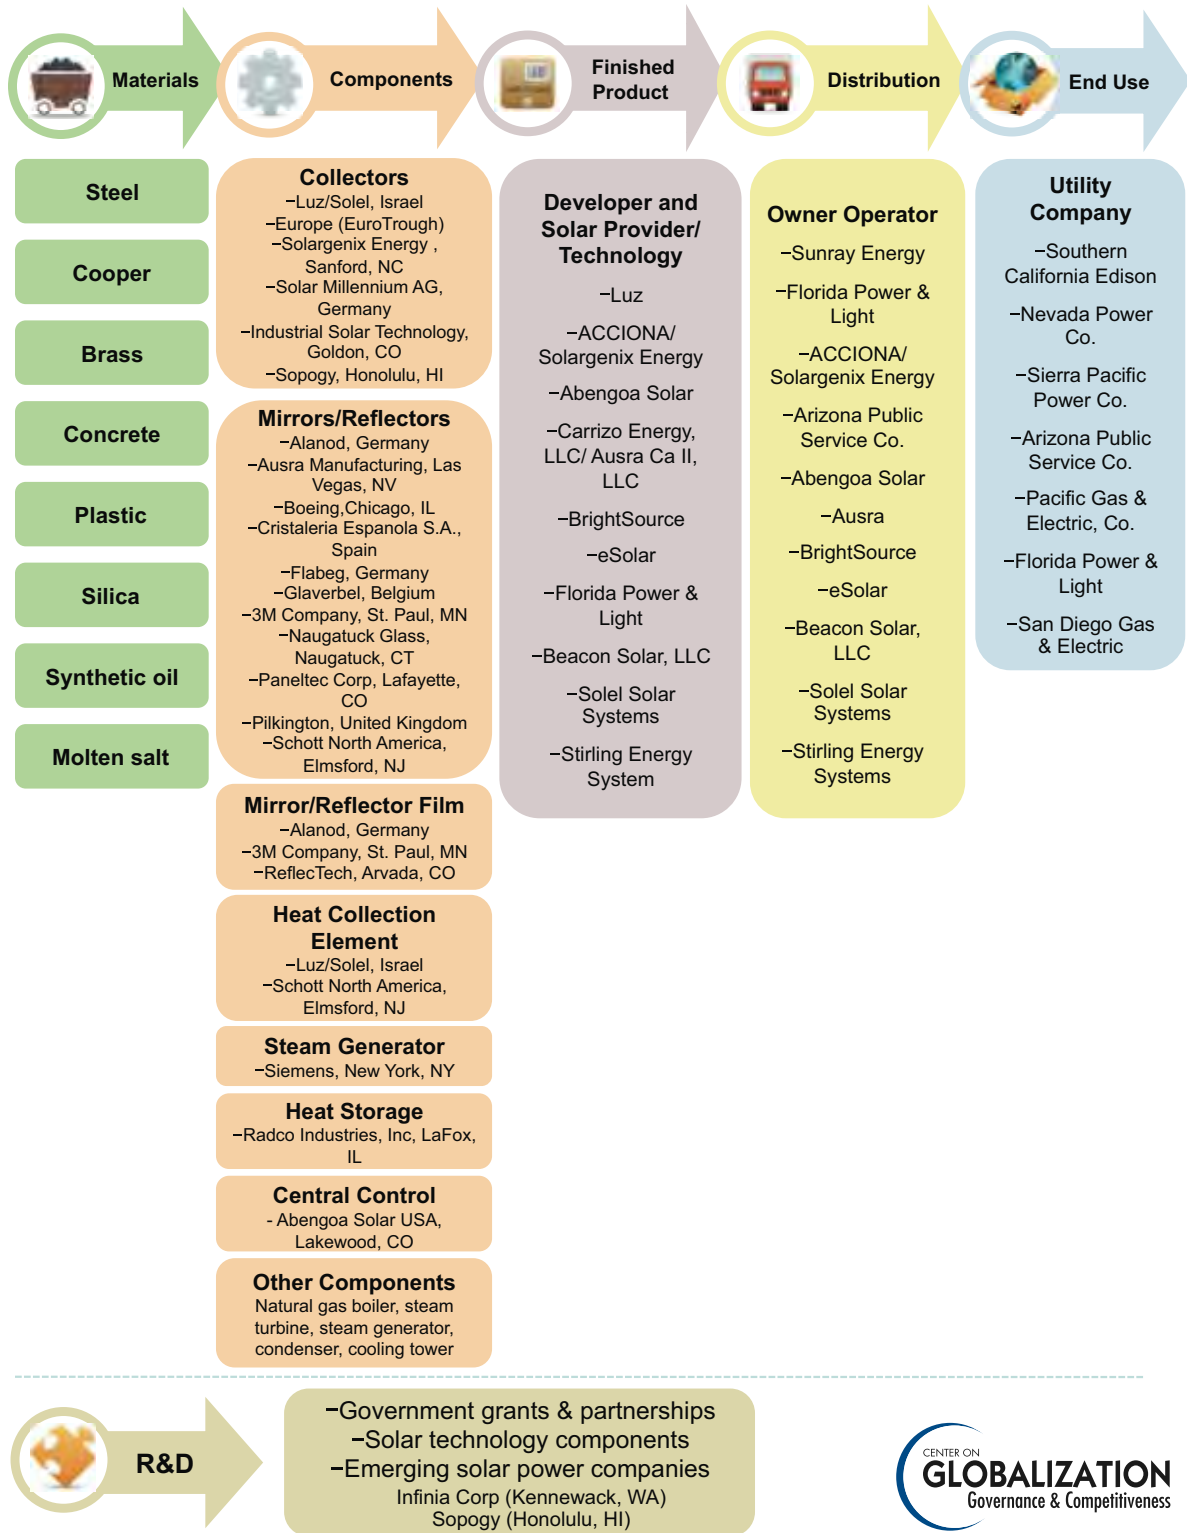 Materials
Components
Finished
Product
Distribution
End Use
Steel
Cooper
Brass
Concrete
Plastic
Silica
Synthetic oil
Molten salt
Collectors
–Luz/Solel, Israel
–Europe (EuroTrough)
–Solargenix Energy ,
Sanford, NC
–Solar Millennium AG,
Germany
–Industrial Solar Technology,
Goldon, CO
–Sopogy, Honolulu, HI
Mirrors/Reflectors
–Alanod, Germany
–Ausra Manufacturing, Las
Vegas, NV
–Boeing,Chicago, IL
–Cristaleria Espanola S.A.,
Spain
–Flabeg, Germany
–Glaverbel, Belgium
–3M Company, St. Paul, MN
–Naugatuck Glass,
Naugatuck, CT
–Paneltec Corp, Lafayette,
CO
–Pilkington, United Kingdom
–Schott North America,
Elmsford, NJ
Mirror/Reflector Film
–Alanod, Germany
–3M Company, St. Paul, MN
–ReflecTech, Arvada, CO
Heat Collection
Element
–Luz/Solel, Israel
–Schott North America,
Elmsford, NJ
Steam Generator
–Siemens, New York, NY
Heat Storage
–Radco Industries, Inc, LaFox,
IL
Central Control
- Abengoa Solar USA,
Lakewood, CO
Other Components
Natural gas boiler, steam
turbine, steam generator,
condenser, cooling tower
Developer and
Solar Provider/
Technology
–Luz
–ACCIONA/
Solargenix Energy
–Abengoa Solar
–Carrizo Energy,
LLC/ Ausra Ca II,
LLC
–BrightSource
–eSolar
–Florida Power &
Light
–Beacon Solar, LLC
–Solel Solar
Systems
–Stirling Energy
System
Owner Operator
–Sunray Energy
–Florida Power &
Light
–ACCIONA/
Solargenix Energy
–Arizona Public
Service Co.
–Abengoa Solar
–Ausra
–BrightSource
–eSolar
–Beacon Solar,
LLC
–Solel Solar
Systems
–Stirling Energy
Systems
Utility
Company
–Southern
California Edison
–Nevada Power
Co.
–Sierra Pacific
Power Co.
–Arizona Public
Service Co.
–Pacific Gas &
Electric, Co.
–Florida Power &
Light
–San Diego Gas
& Electric
R&D
–Government grants & partnerships
–Solar technology components
–Emerging solar power companies
Infinia Corp (Kennewack, WA)
Sopogy (Honolulu, HI)
CENTER ON
GLOBALIZATION
Governance & Competitiveness